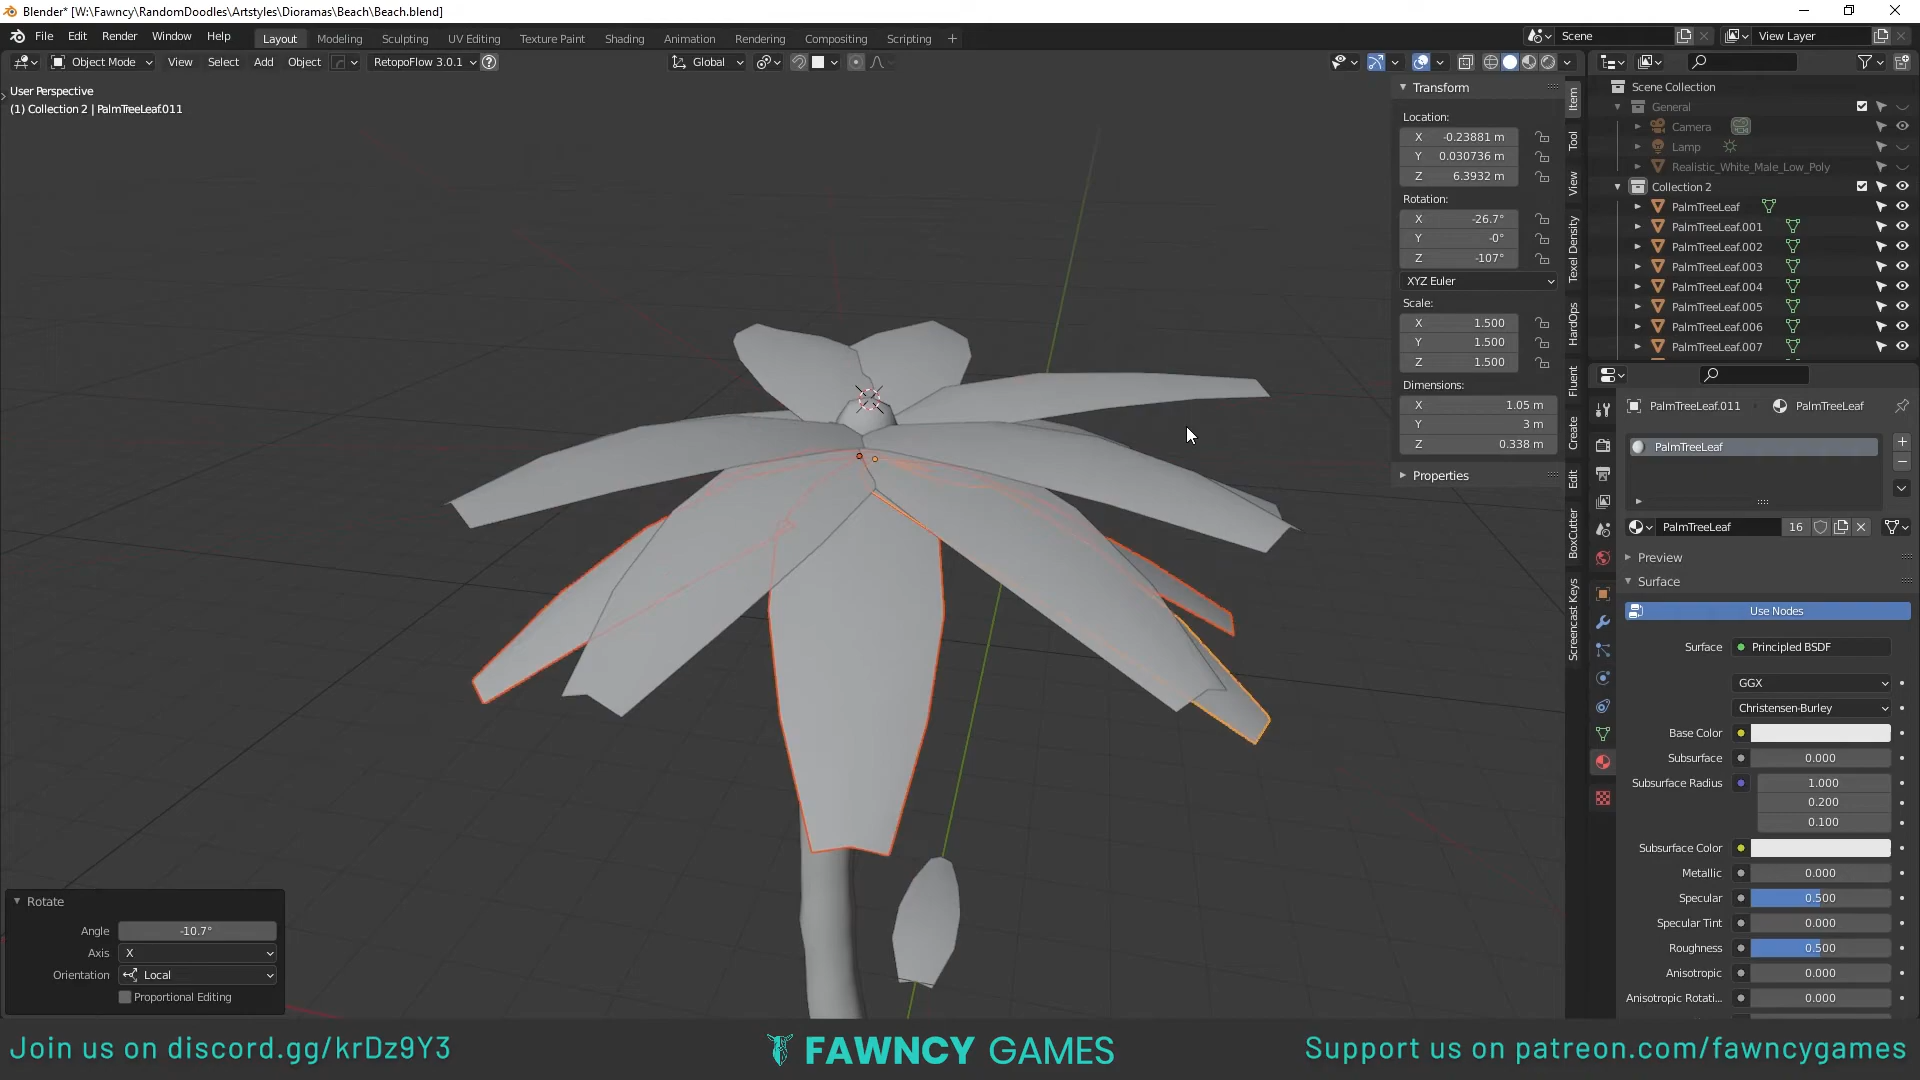 Blender* [W:\Fawncy\RandomDoodles\Artstyles\Dioramas\Beach\Beach.blend]
File Edit Render Window Help Layout Modeling Sculpting UV Editing Texture Paint Shading Animation Rendering Compositing Scripting + Scene View Layer
Object Mode View Select Add Object RetopoFlow 3.0.1 Global
User Perspective
(1) Collection 2 | PalmTreeLeaf.011
Transform
Location:
X -0.23881 m
Y 0.030736 m
Z 6.3932 m
Rotation:
X -26.7°
Y -0°
Z -107°
XYZ Euler
Scale:
X 1.500
Y 1.500
Z 1.500
Dimensions:
X 1.05 m
Y 3 m
Z 0.338 m
Properties
Item
Tool
View
Texel Density
HardOps
Fluent
Create
Edit
BoxCutter
Screencast Keys
Scene Collection
General
Camera
Lamp
Realistic_White_Male_Low_Poly
Collection 2
PalmTreeLeaf
PalmTreeLeaf.001
PalmTreeLeaf.002
PalmTreeLeaf.003
PalmTreeLeaf.004
PalmTreeLeaf.005
PalmTreeLeaf.006
PalmTreeLeaf.007
PalmTreeLeaf.011 PalmTreeLeaf
PalmTreeLeaf
PalmTreeLeaf 16
Preview
Surface
Use Nodes
Surface Principled BSDF
GGX
Christensen-Burley
Base Color
Subsurface 0.000
Subsurface Radius 1.000
0.200
0.100
Subsurface Color
Metallic 0.000
Specular 0.500
Specular Tint 0.000
Roughness 0.500
Anisotropic 0.000
Anisotropic Rotati... 0.000
Rotate
Angle -10.7°
Axis X
Orientation Local
Proportional Editing
Join us on discord.gg/krDz9Y3
FAWNCY GAMES
Support us on patreon.com/fawncygames